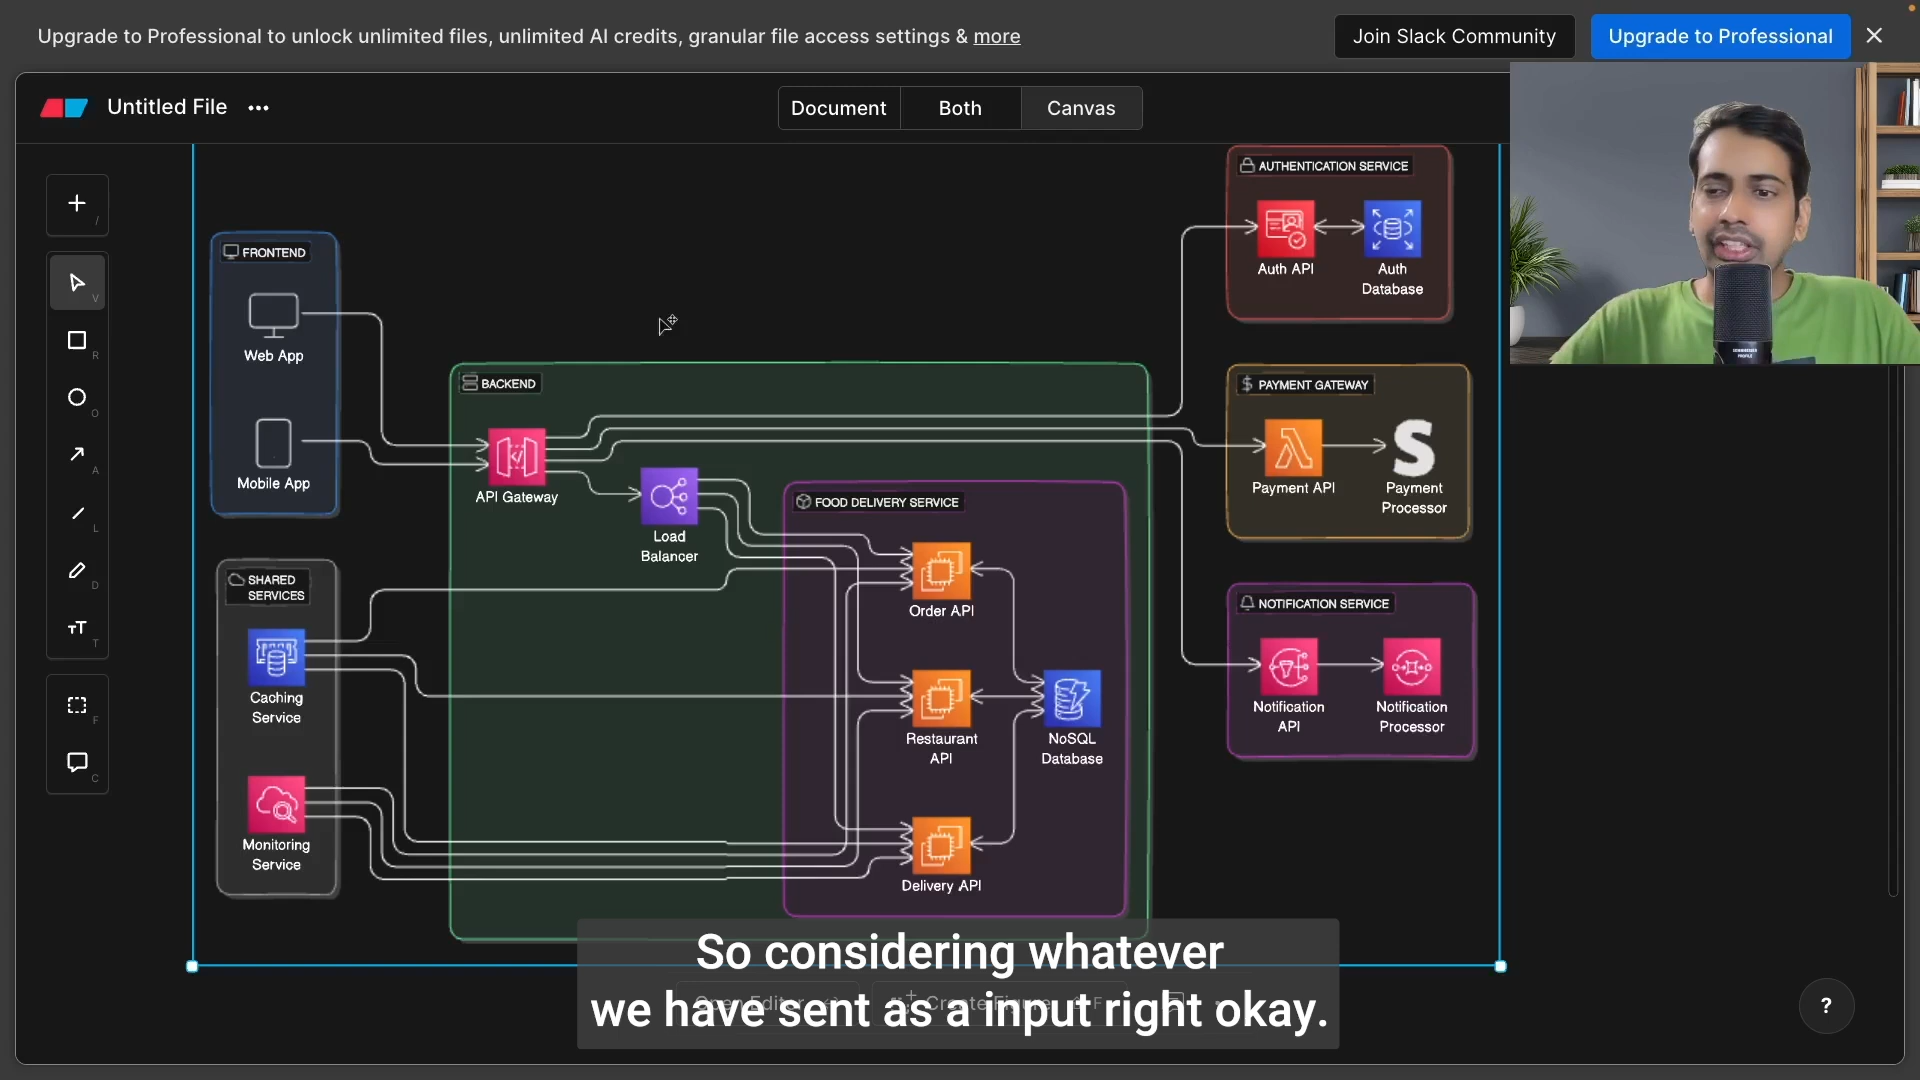 Upgrade to Professional to unlock unlimited files, unlimited AI credits, granular file access settings & more
Join Slack Community
Upgrade to Professional
Untitled File
Document
Both
Canvas
/
V
R
O
A
L
D
T
F
C
FRONTEND
Web App
Mobile App
SHARED
SERVICES
Caching
Service
Monitoring
Service
BACKEND
API Gateway
Load
Balancer
FOOD DELIVERY SERVICE
Order API
Restaurant
API
Delivery API
NoSQL
Database
AUTHENTICATION SERVICE
Auth API
Auth
Database
PAYMENT GATEWAY
Payment API
Payment
Processor
NOTIFICATION SERVICE
Notification
API
Notification
Processor
Open Editor
Create Figure
F
So considering whatever
we have sent as a input right okay.
?